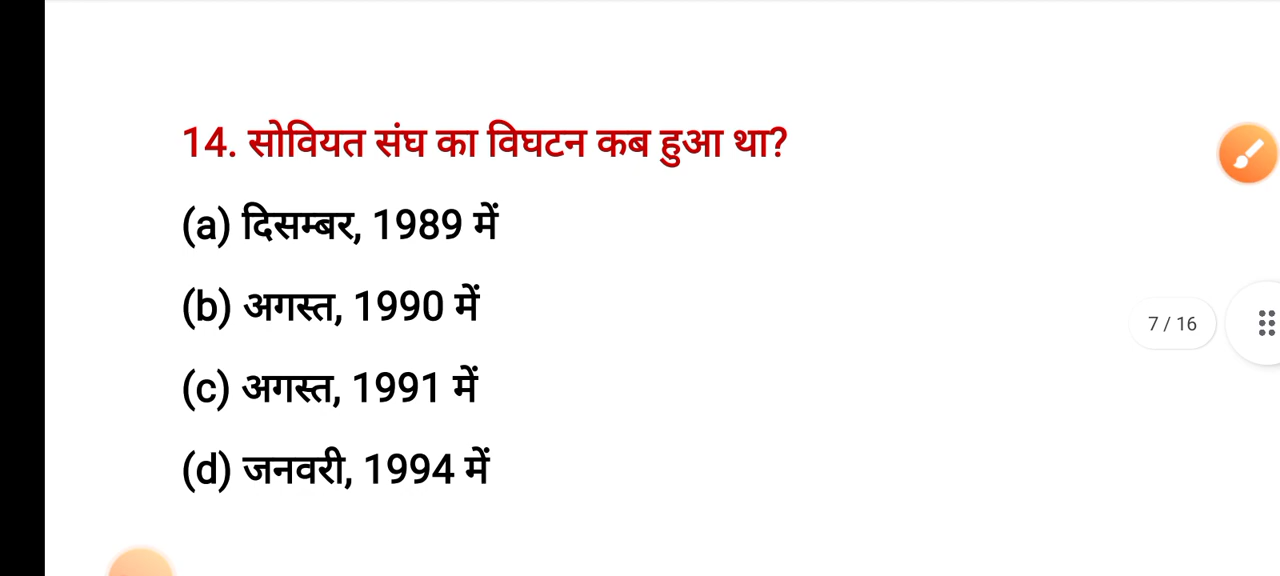 14. सोवियत संघ का विघटन कब हुआ था?
(a) दिसम्बर, 1989 में
(b) अगस्त, 1990 में
(c) अगस्त, 1991 में
(d) जनवरी, 1994 में
7 / 16